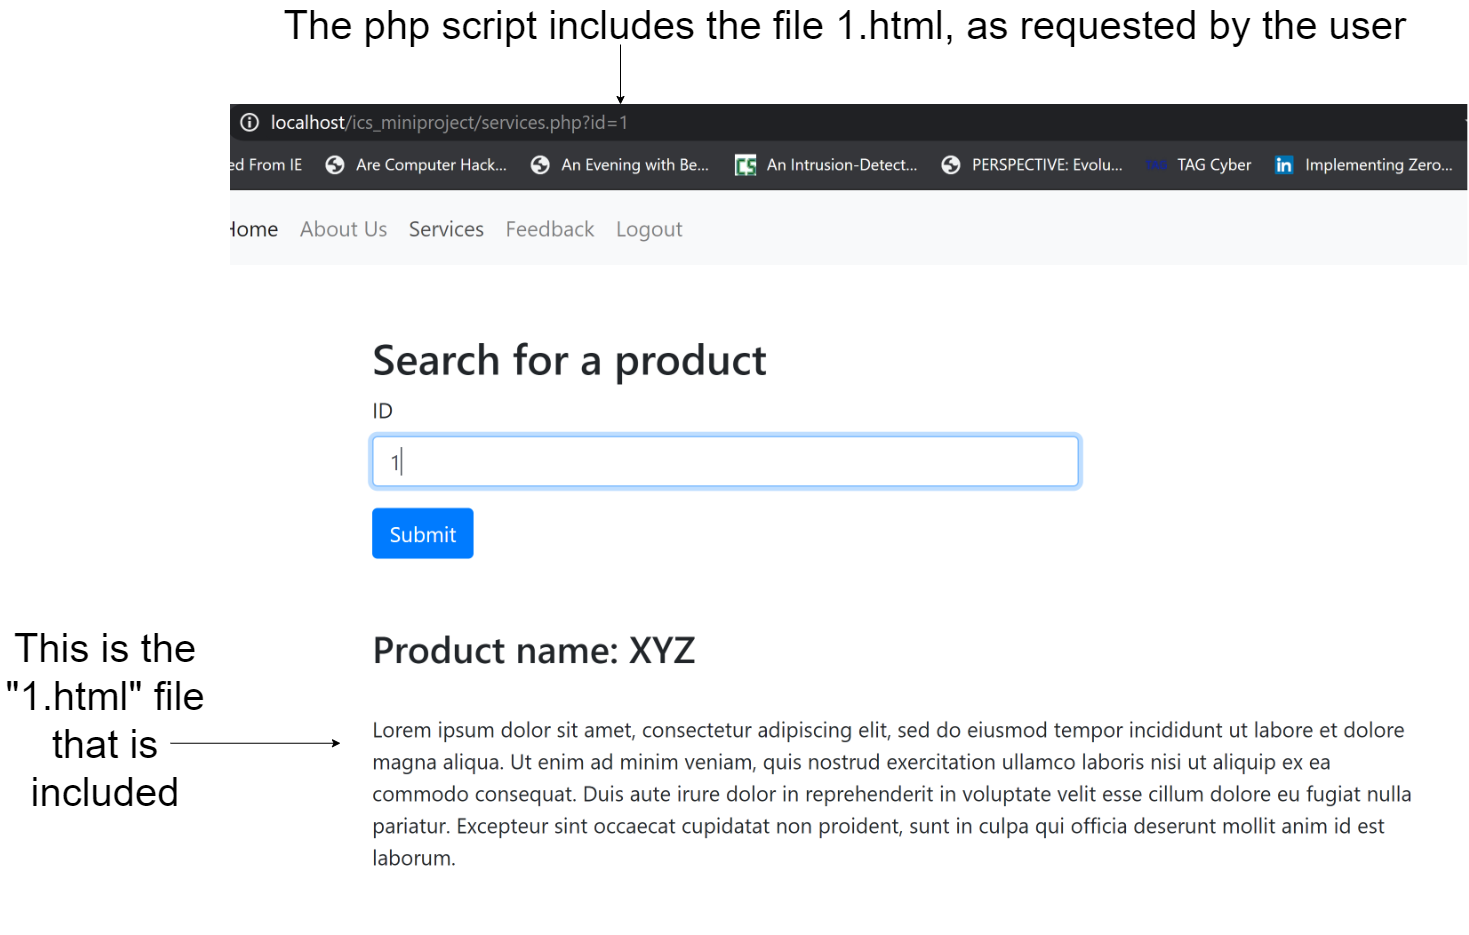 The php script includes the file 1.html, as requested by the user
localhost/ics_miniproject/services.php?id=1
ed From IE Are Computer Hack... An Evening with Be... CS An Intrusion-Detect... PERSPECTIVE: Evolu... TAG TAG Cyber in Implementing Zero...
Home About Us Services Feedback Logout
Search for a product
ID
1
Submit
Product name: XYZ
This is the
"1.html" file
that is
included
Lorem ipsum dolor sit amet, consectetur adipiscing elit, sed do eiusmod tempor incididunt ut labore et dolore
magna aliqua. Ut enim ad minim veniam, quis nostrud exercitation ullamco laboris nisi ut aliquip ex ea
commodo consequat. Duis aute irure dolor in reprehenderit in voluptate velit esse cillum dolore eu fugiat nulla
pariatur. Excepteur sint occaecat cupidatat non proident, sunt in culpa qui officia deserunt mollit anim id est
laborum.